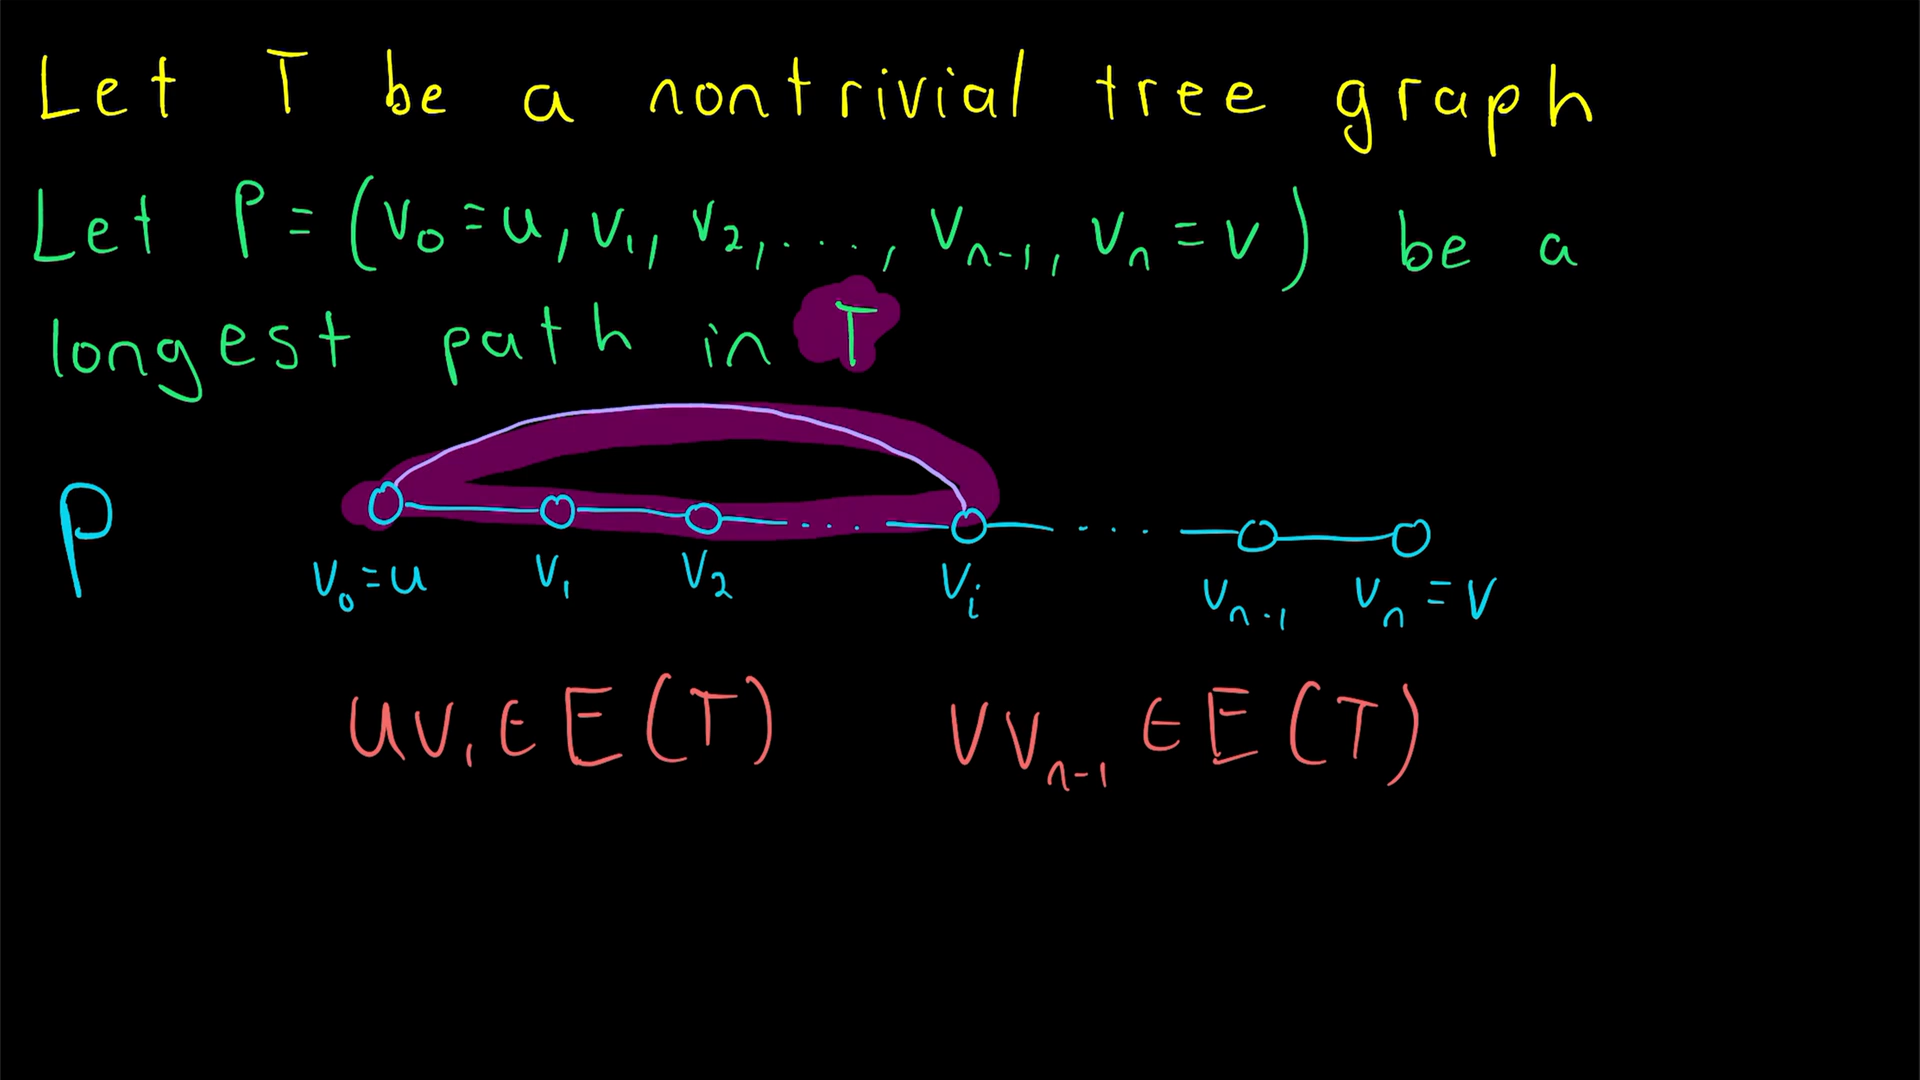 Let T be a nontrivial tree graph
Let P = (v₀ = u, v₁, v₂, ...., vₙ₋₁, vₙ = v) be a
longest path in T
P
v₀ = u v₁ v₂ ... vᵢ ... vₙ₋₁ vₙ = v
uv₁ ∈ E(T) vvₙ₋₁ ∈ E(T)